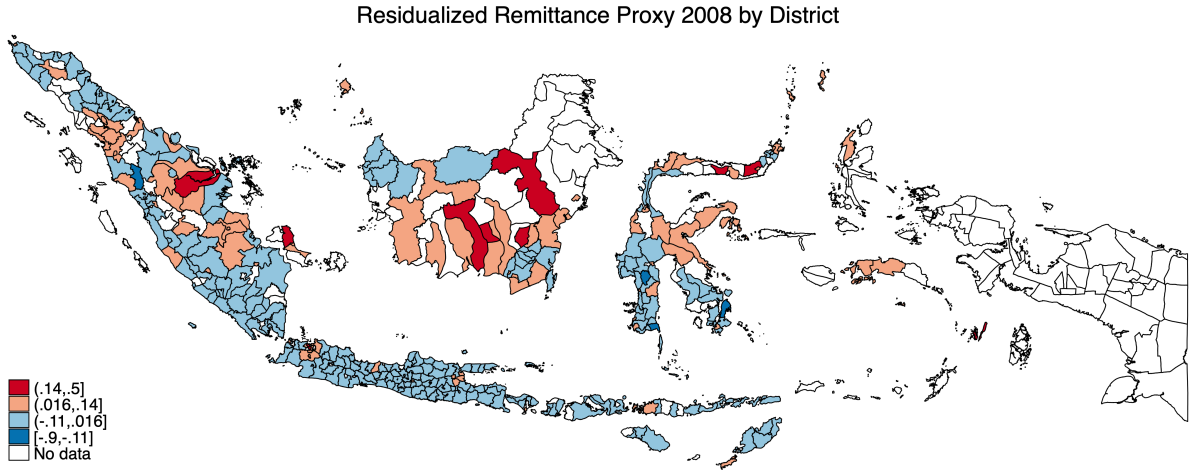 Residualized Remittance Proxy 2008 by District
(.14,.5]
(.016,.14]
(-.11,.016]
[-.9,-.11]
No data